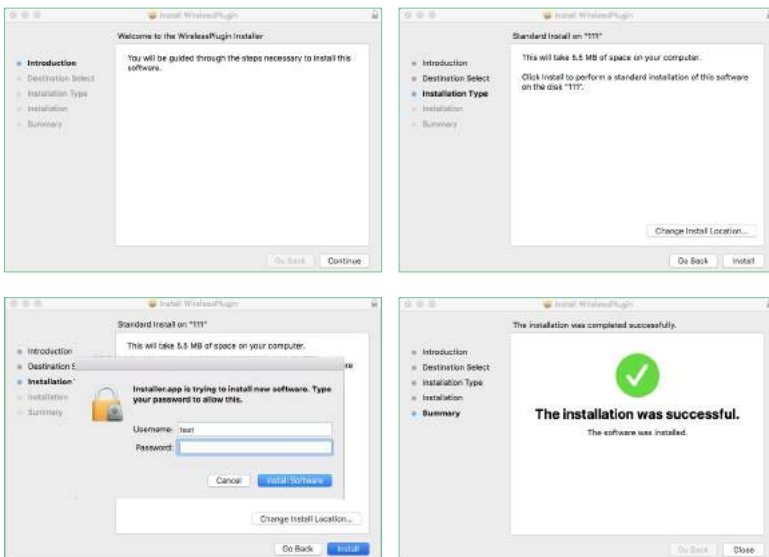 Install WirelessPlugin
Welcome to the WirelessPlugin Installer
Introduction
Destination Select
Installation Type
Installation
Summary
You will be guided through the steps necessary to install this
software.
Go Back
Continue
Install WirelessPlugin
Standard Install on "111"
Introduction
Destination Select
Installation Type
Installation
Summary
This will take 5.5 MB of space on your computer.
Click Install to perform a standard installation of this software
on the disk "111".
Change Install Location...
Go Back
Install
Install WirelessPlugin
Standard Install on "111"
Introduction
Destination S
Installation
Installation
Summary
This will take 5.5 MB of space on your computer.
Installer.app is trying to install new software. Type
your password to allow this.
Username: test
Password:
Cancel
Install Software
Change Install Location...
Go Back
Install
Install WirelessPlugin
The installation was completed successfully.
Introduction
Destination Select
Installation Type
Installation
Summary
The installation was successful.
The software was installed.
Go Back
Close